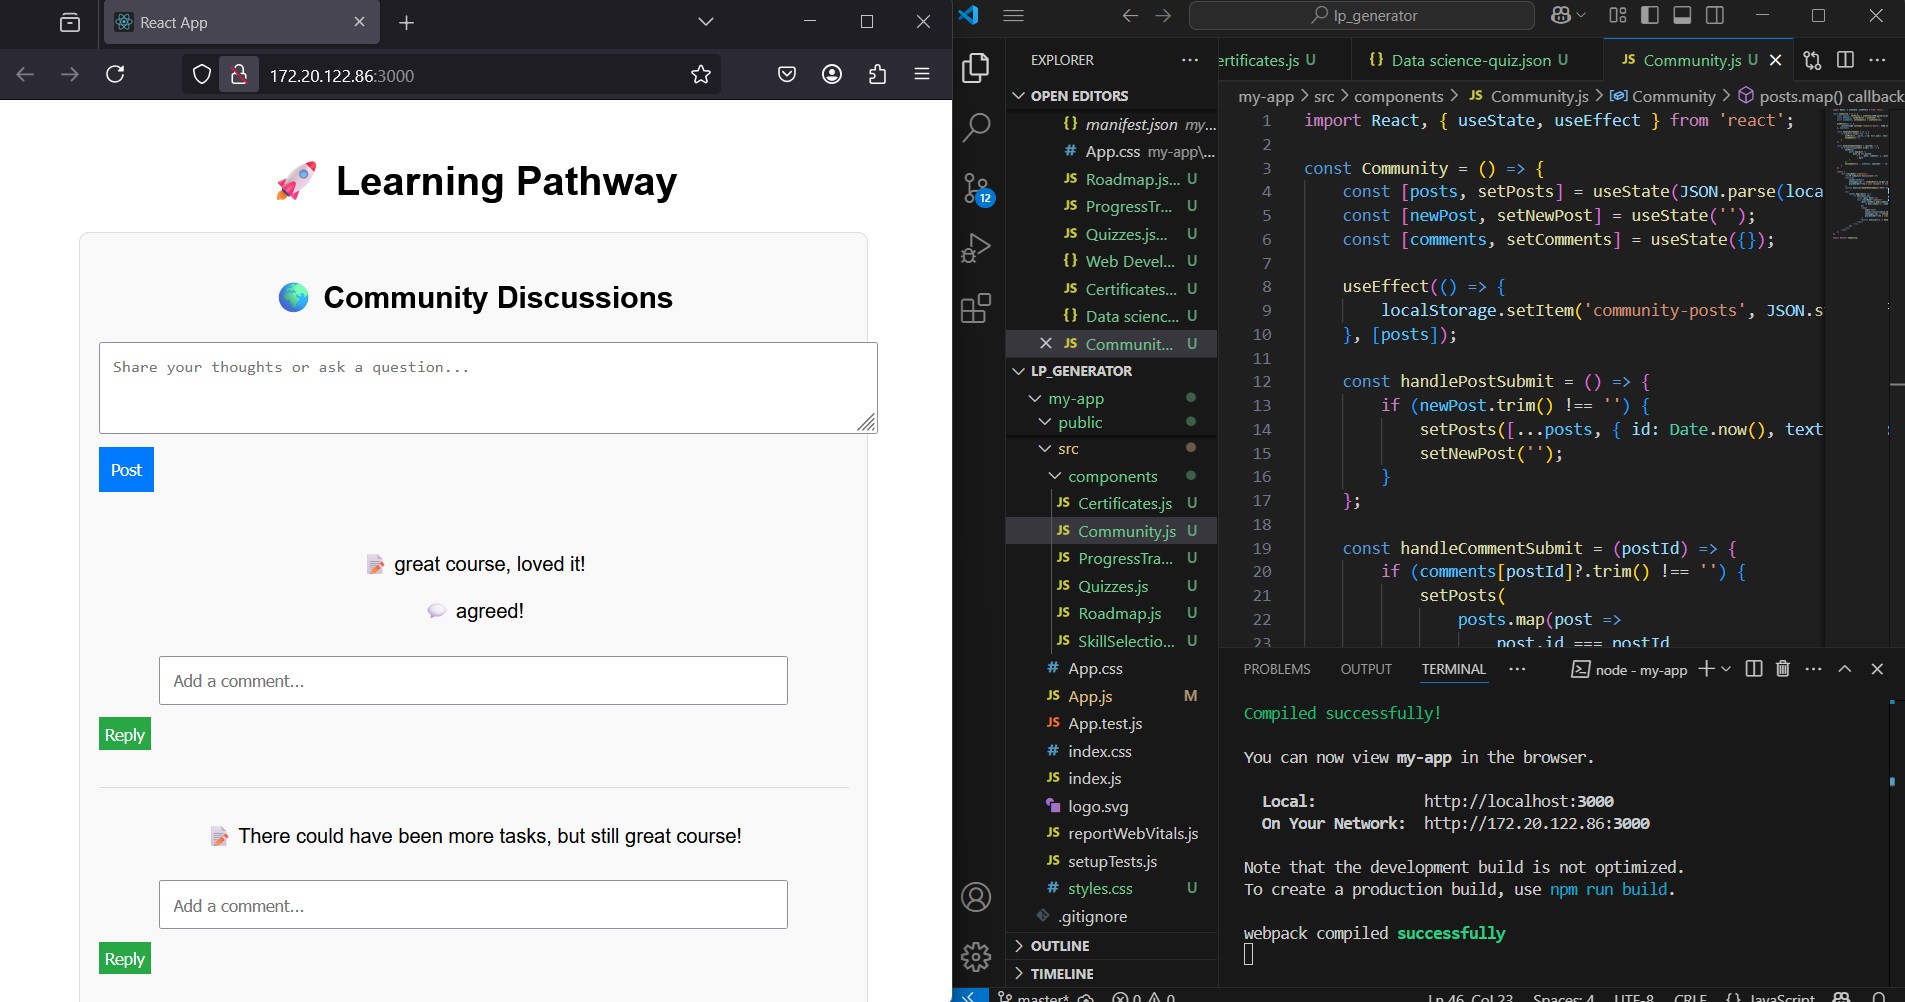 React App
172.20.122.86:3000
Learning Pathway
Community Discussions
Share your thoughts or ask a question...
Post
great course, loved it!
agreed!
Add a comment...
Reply
There could have been more tasks, but still great course!
Add a comment...
Reply
lp_generator
EXPLORER
OPEN EDITORS
manifest.json my...
App.css my-app\...
Roadmap.js... U
ProgressTr... U
Quizzes.js... U
Web Devel... U
Certificates... U
Data scienc... U
Communit... U
LP_GENERATOR
my-app
public
src
components
Certificates.js U
Community.js U
ProgressTra... U
Quizzes.js U
Roadmap.js U
SkillSelectio... U
App.css
App.js M
App.test.js
index.css
index.js
logo.svg
reportWebVitals.js
setupTests.js
styles.css U
.gitignore
OUTLINE
TIMELINE
12
ertificates.js U
Data science-quiz.json U
Community.js U
my-app > src > components > JS Community.js > Community > posts.map() callback
1 import React, { useState, useEffect } from 'react';
2
3 const Community = () => {
4 const [posts, setPosts] = useState(JSON.parse(loca
5 const [newPost, setNewPost] = useState('');
6 const [comments, setComments] = useState({});
7
8 useEffect(() => {
9 localStorage.setItem('community-posts', JSON.s
10 }, [posts]);
11
12 const handlePostSubmit = () => {
13 if (newPost.trim() !== '') {
14 setPosts([...posts, { id: Date.now(), text
15 setNewPost('');
16 }
17 };
18
19 const handleCommentSubmit = (postId) => {
20 if (comments[postId]?.trim() !== '') {
21 setPosts(
22 posts.map(post =>
23 post.id === postId
PROBLEMS OUTPUT TERMINAL ... node - my-app
Compiled successfully!
You can now view my-app in the browser.
Local: http://localhost:3000
On Your Network: http://172.20.122.86:3000
Note that the development build is not optimized.
To create a production build, use npm run build.
webpack compiled successfully
master* 0 0 Ln 46, Col 23 Spaces: 4 UTF-8 CRLF {} JavaScript